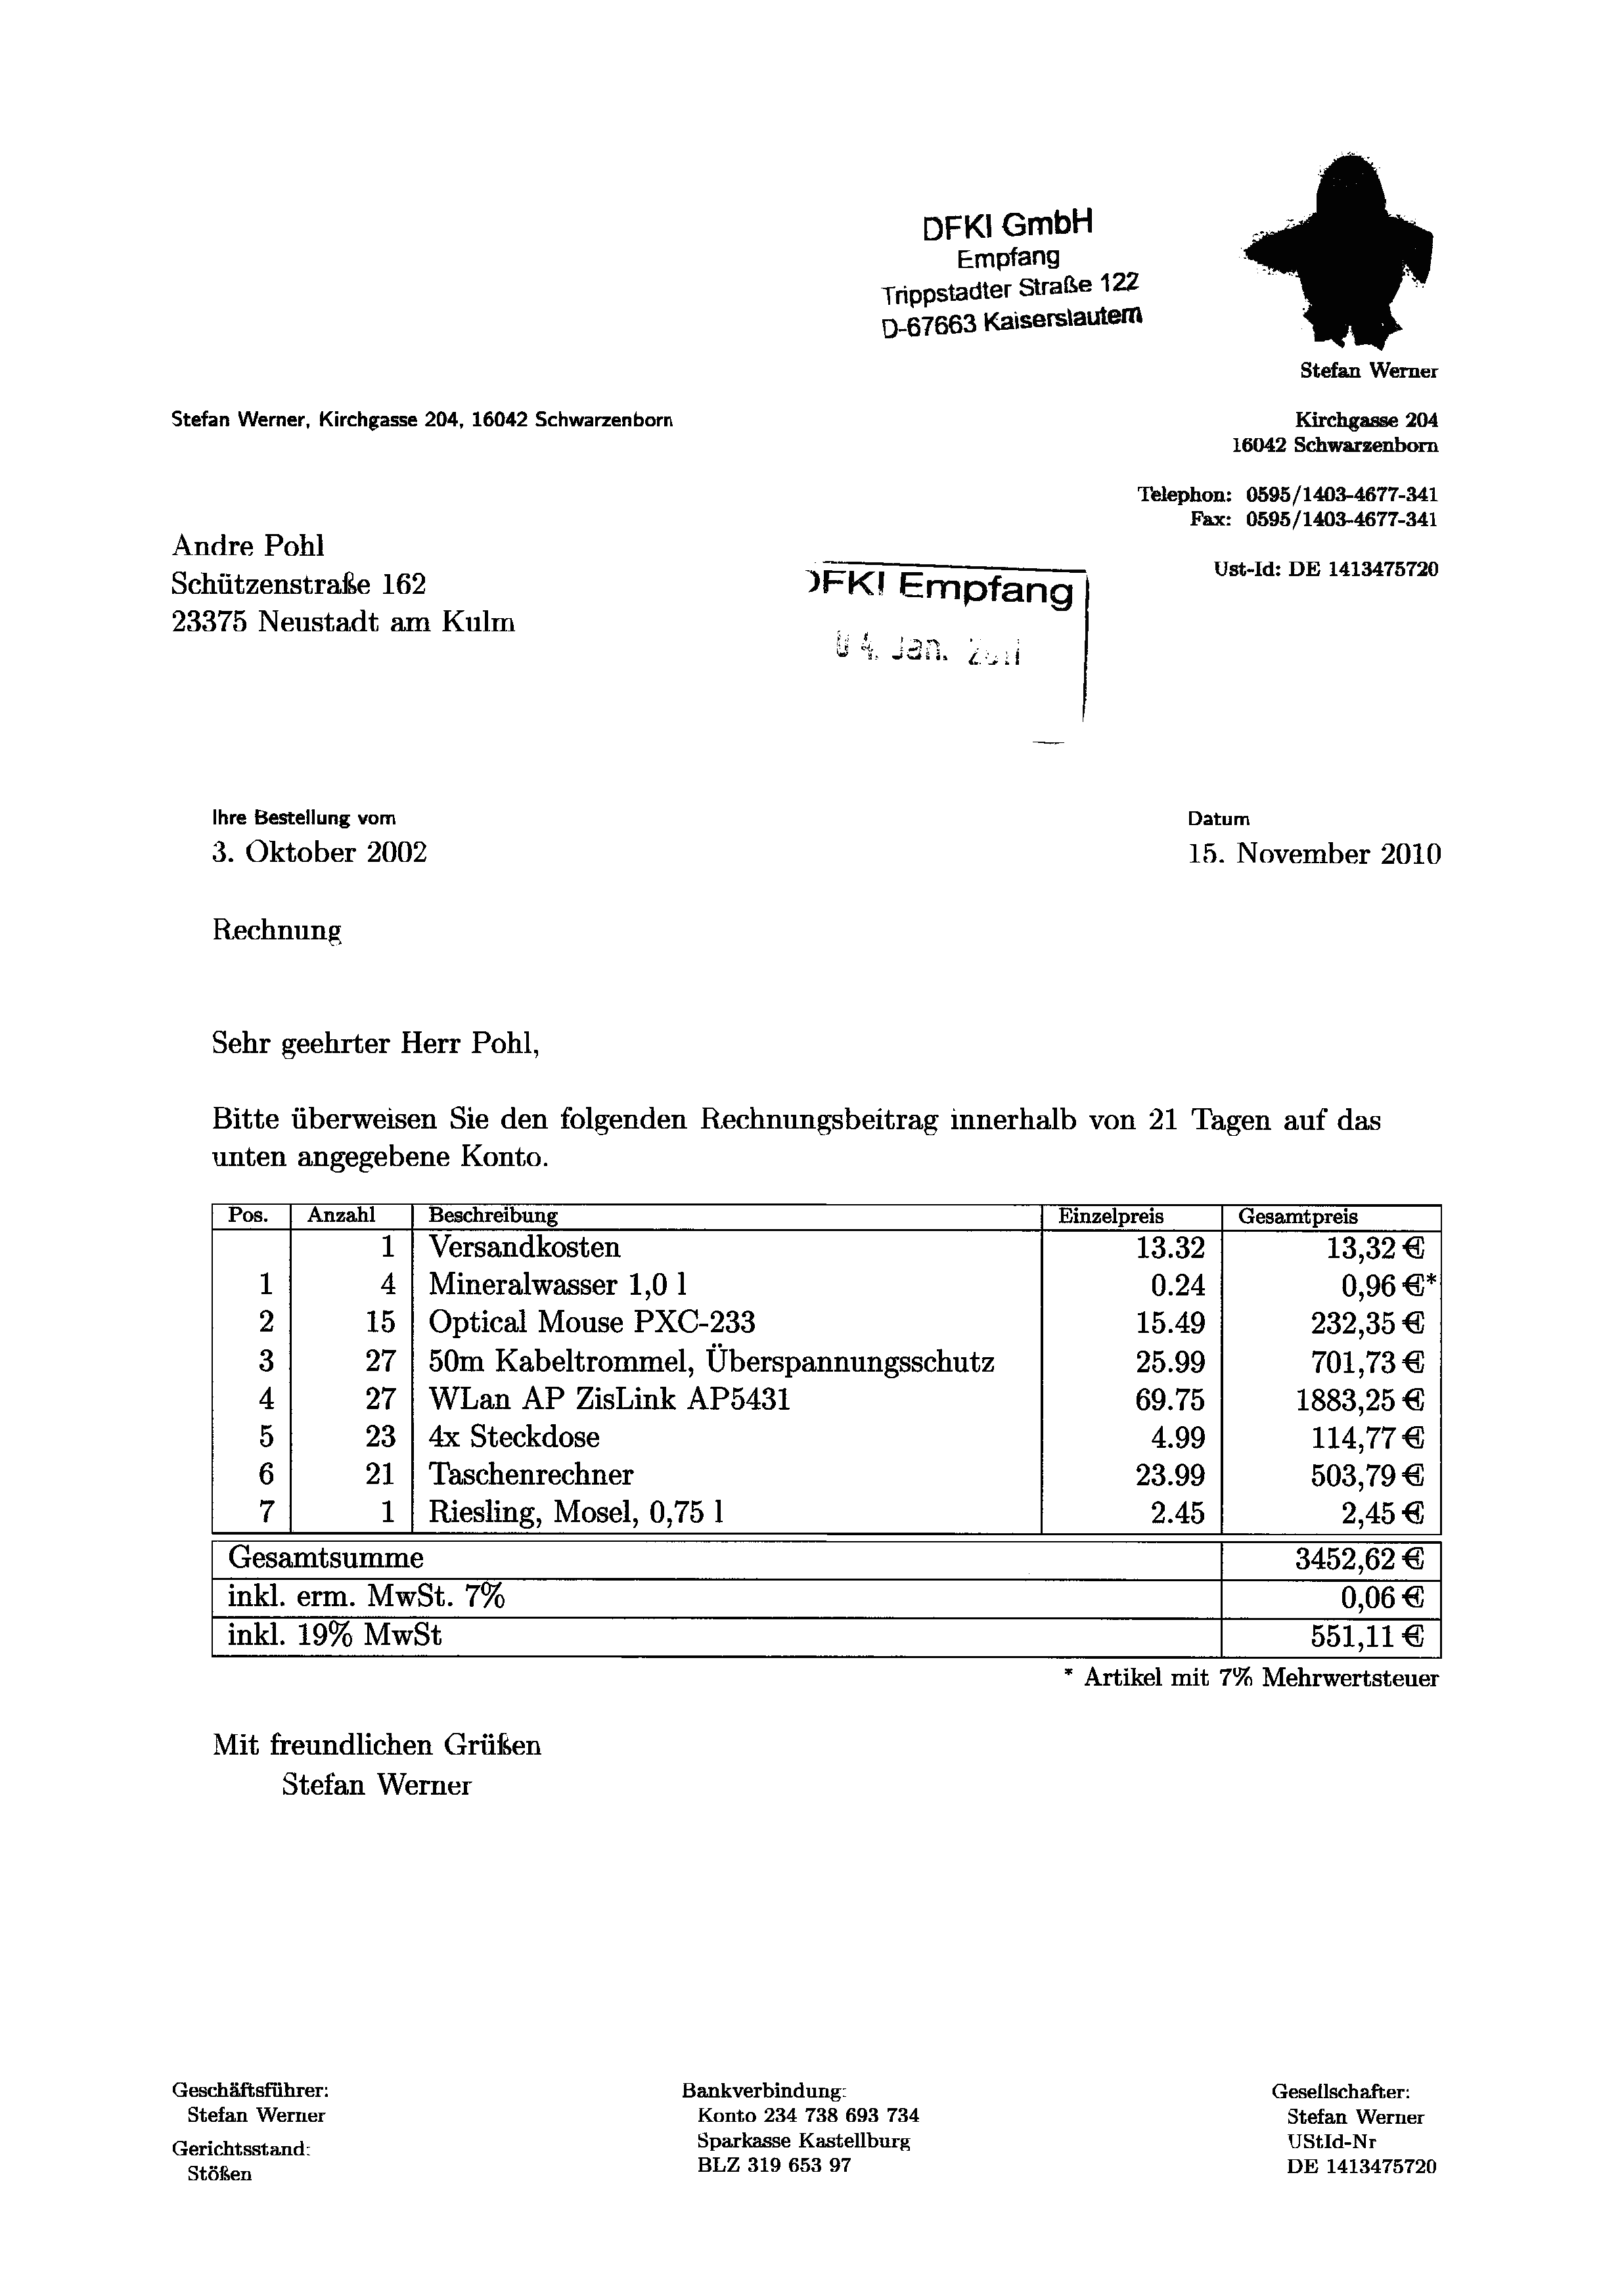 DFKI GmbH
Empfang
Trippstadter Straße 122
D-67663 Kaiserslautern
Stefan Werner
Stefan Werner, Kirchgasse 204, 16042 Schwarzenborn
Kirchgasse 204
16042 Schwarzenborn
Telephon: 0595/1403-4677-341
Fax: 0595/1403-4677-341
Ust-Id: DE 1413475720
Andre Pohl
Schützenstraße 162
23375 Neustadt am Kulm
DFKI Empfang
Jan.
Ihre Bestellung vom
3. Oktober 2002
Datum
15. November 2010
Rechnung
Sehr geehrter Herr Pohl,
Bitte überweisen Sie den folgenden Rechnungsbeitrag innerhalb von 21 Tagen auf das
unten angegebene Konto.
Pos. Anzahl Beschreibung Einzelpreis Gesamtpreis
1 Versandkosten 13.32 13,32 €
1 4 Mineralwasser 1,0 l 0.24 0,96 €*
2 15 Optical Mouse PXC-233 15.49 232,35 €
3 27 50m Kabeltrommel, Überspannungsschutz 25.99 701,73 €
4 27 WLan AP ZisLink AP5431 69.75 1883,25 €
5 23 4x Steckdose 4.99 114,77 €
6 21 Taschenrechner 23.99 503,79 €
7 1 Riesling, Mosel, 0,75 l 2.45 2,45 €
Gesamtsumme 3452,62 €
inkl. erm. MwSt. 7% 0,06 €
inkl. 19% MwSt 551,11 €
* Artikel mit 7% Mehrwertsteuer
Mit freundlichen Grüßen
Stefan Werner
Geschäftsführer:
Stefan Werner
Gerichtsstand:
Stößen
Bankverbindung:
Konto 234 738 693 734
Sparkasse Kastellburg
BLZ 319 653 97
Gesellschafter:
Stefan Werner
UStId-Nr
DE 1413475720